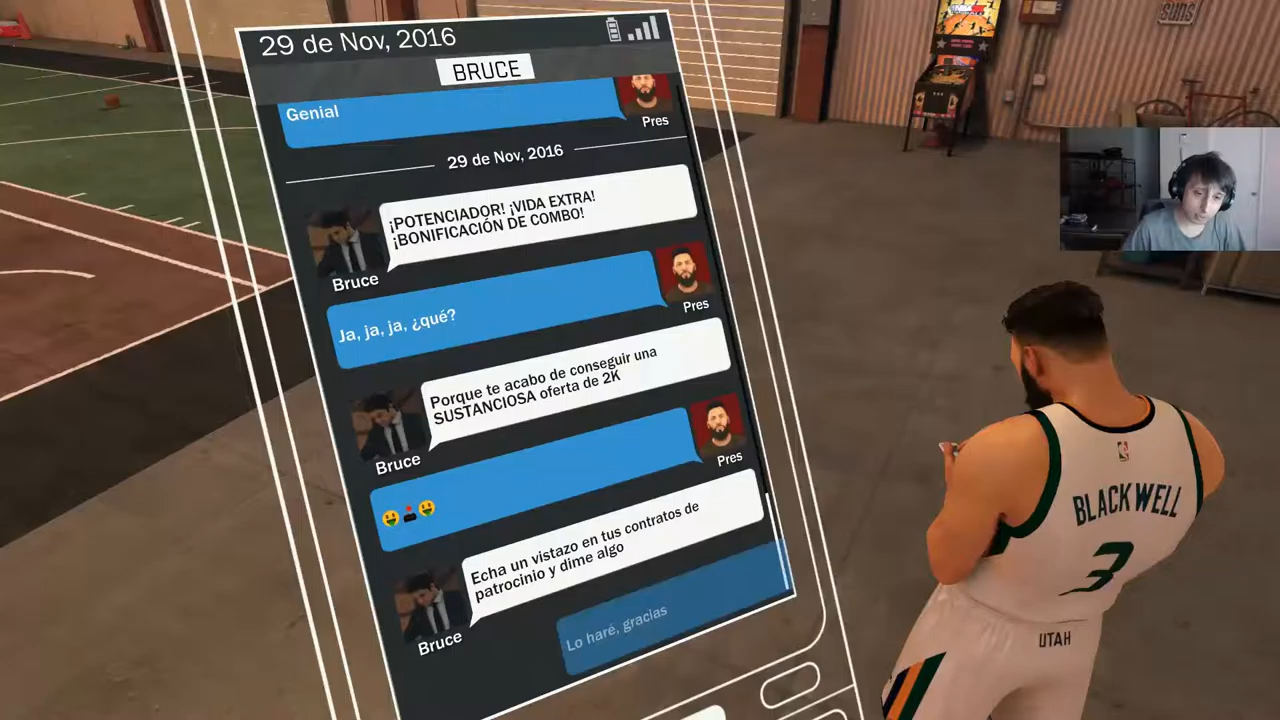 29 de Nov, 2016
BRUCE
Genial
Pres
29 de Nov, 2016
¡POTENCIADOR! ¡VIDA EXTRA!
¡BONIFICACIÓN DE COMBO!
Bruce
Ja, ja, ja, ¿qué?
Pres
Porque te acabo de conseguir una
SUSTANCIOSA oferta de 2K
Bruce
Pres
Echa un vistazo en tus contratos de
patrocinio y dime algo
Bruce
Lo haré, gracias
BLACKWELL
3
UTAH
SUNS